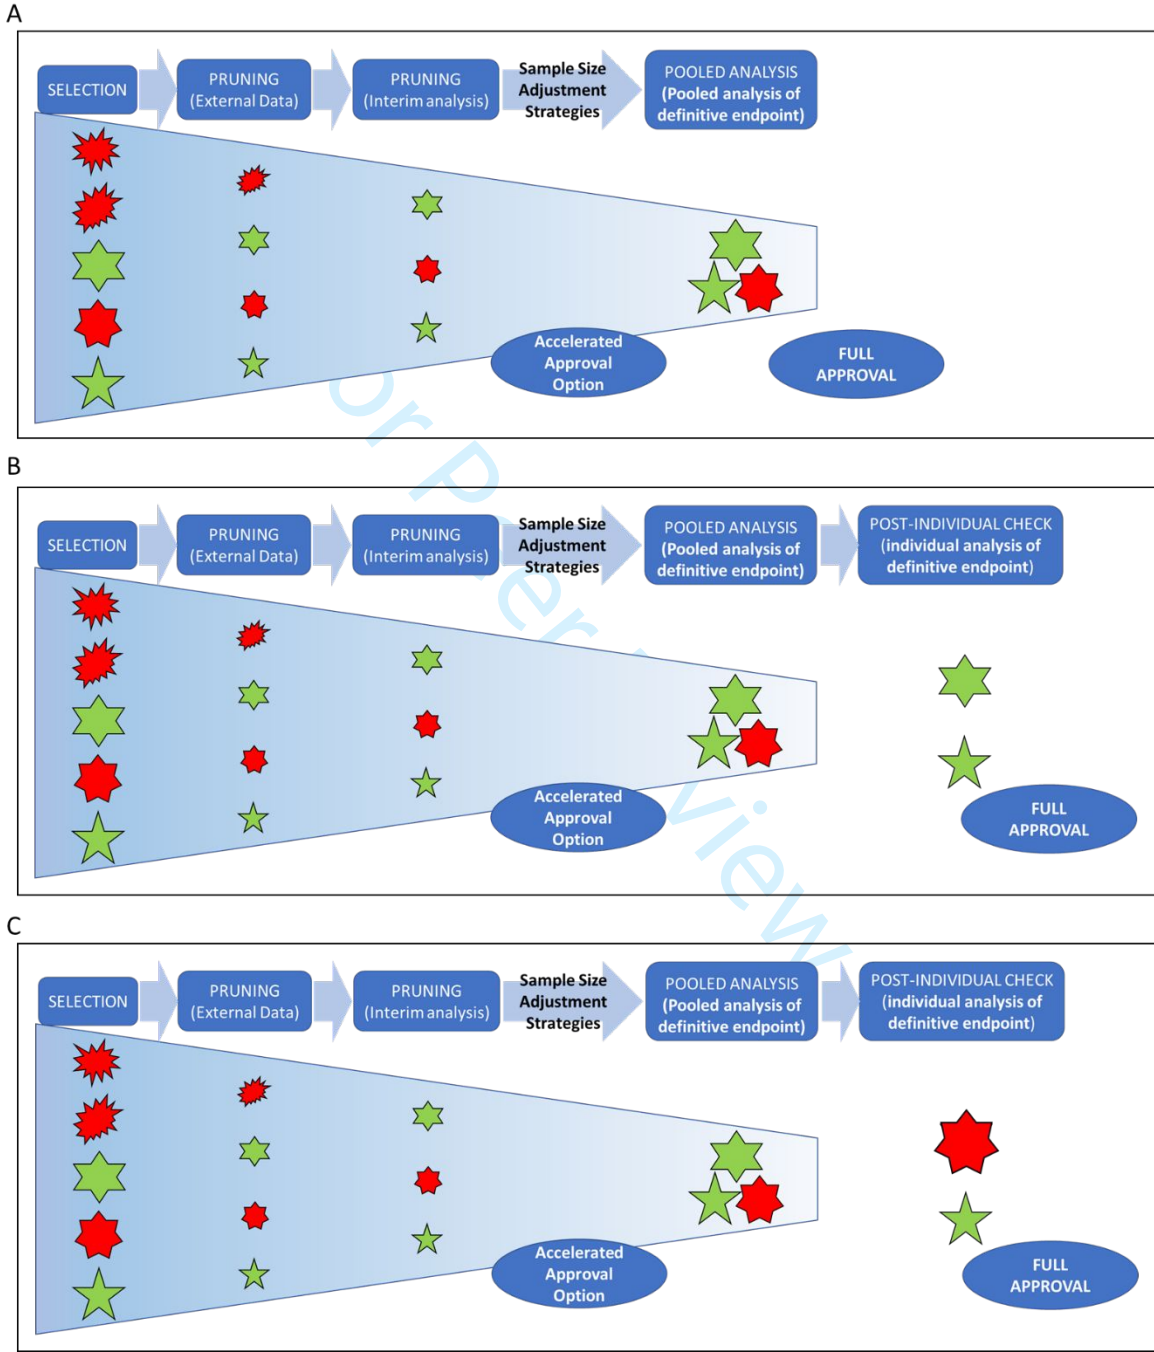 A
SELECTION
PRUNING
(External Data)
PRUNING
(Interim analysis)
Sample Size
Adjustment
Strategies
POOLED ANALYSIS
(Pooled analysis of
definitive endpoint)
Accelerated
Approval
Option
FULL
APPROVAL
B
SELECTION
PRUNING
(External Data)
PRUNING
(Interim analysis)
Sample Size
Adjustment
Strategies
POOLED ANALYSIS
(Pooled analysis of
definitive endpoint)
POST-INDIVIDUAL CHECK
(individual analysis of
definitive endpoint)
Accelerated
Approval
Option
FULL
APPROVAL
C
SELECTION
PRUNING
(External Data)
PRUNING
(Interim analysis)
Sample Size
Adjustment
Strategies
POOLED ANALYSIS
(Pooled analysis of
definitive endpoint)
POST-INDIVIDUAL CHECK
(individual analysis of
definitive endpoint)
Accelerated
Approval
Option
FULL
APPROVAL